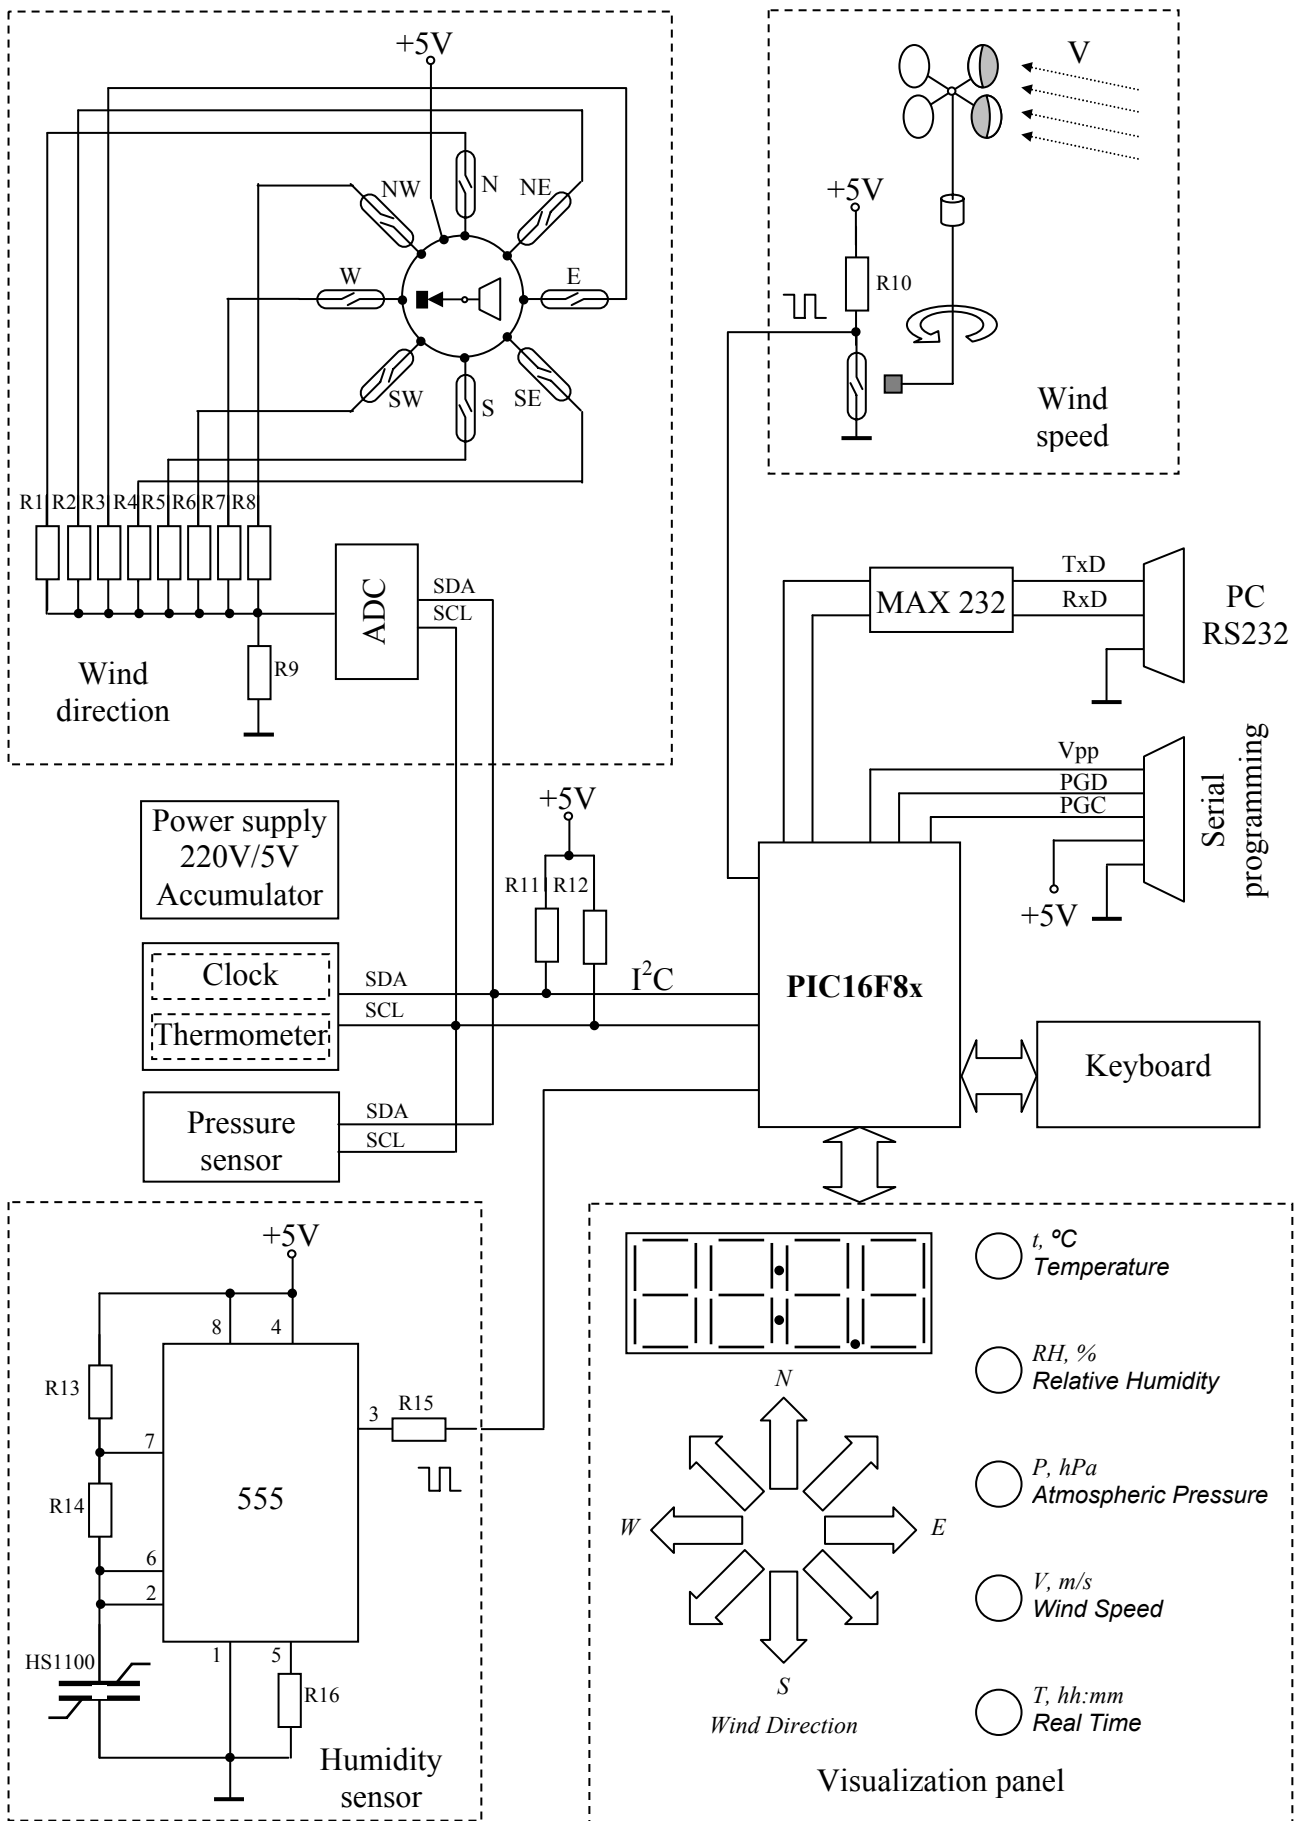 +5V
N
NE
NW
W
E
SW
S
SE
R1 R2 R3 R4 R5 R6 R7 R8
ADC
SDA
SCL
R9
Wind
direction
V
+5V
R10
Wind
speed
MAX 232
TxD
RxD
PC
RS232
Vpp
PGD
PGC
+5V
Serial
programming
Power supply
220V/5V
Accumulator
+5V
R11 R12
Clock
Thermometer
SDA
SCL
I²C
PIC16F8x
Keyboard
Pressure
sensor
SDA
SCL
+5V
8
4
R13
7
R14
6
2
555
3
R15
1
5
HS1100
R16
Humidity
sensor
t, ºC
Temperature
RH, %
Relative Humidity
P, hPa
Atmospheric Pressure
V, m/s
Wind Speed
T, hh:mm
Real Time
N
W
E
S
Wind Direction
Visualization panel